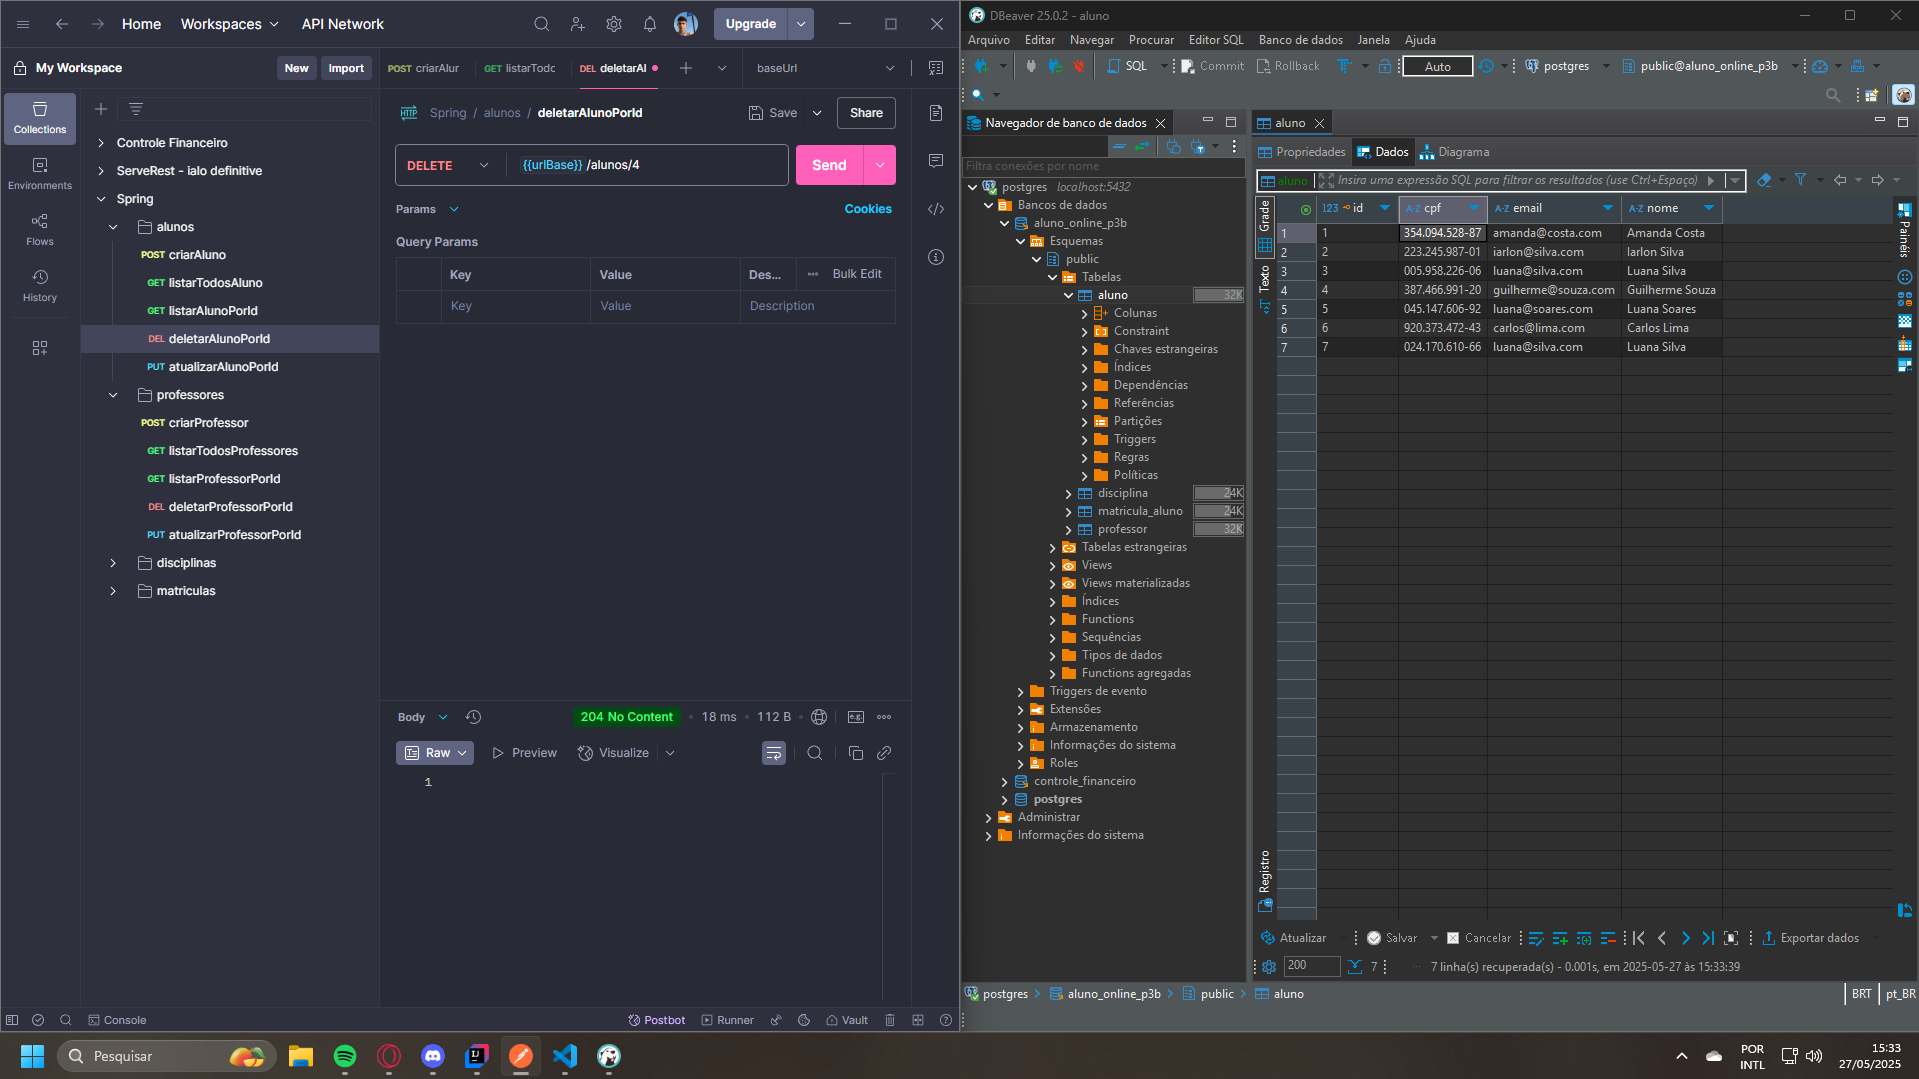 Home
Workspaces
API Network
Upgrade
My Workspace
New
Import
POST criarAlur
GET listarTodc
DEL deletarAl
baseUrl
Collections
Environments
Flows
History
Controle Financeiro
ServeRest - ialo definitive
Spring
alunos
POST criarAluno
GET listarTodosAluno
GET listarAlunoPorId
DEL deletarAlunoPorId
PUT atualizarAlunoPorId
professores
POST criarProfessor
GET listarTodosProfessores
GET listarProfessorPorId
DEL deletarProfessorPorId
PUT atualizarProfessorPorId
disciplinas
matriculas
HTTP Spring / alunos / deletarAlunoPorId
Save
Share
DELETE
{{urlBase}} /alunos/4
Send
Params
Cookies
Query Params
Key Value Des... Bulk Edit
Key Value Description
Body
204 No Content • 18 ms • 112 B
Raw
Preview
Visualize
1
Console
Postbot
Runner
Vault
DBeaver 25.0.2 - aluno
Arquivo Editar Navegar Procurar Editor SQL Banco de dados Janela Ajuda
SQL Commit Rollback Auto postgres public@aluno_online_p3b
Navegador de banco de dados
Filtra conexões por nome
postgres localhost:5432
Bancos de dados
aluno_online_p3b
Esquemas
public
Tabelas
aluno 32K
Colunas
Constraint
Chaves estrangeiras
Índices
Dependências
Referências
Partições
Triggers
Regras
Políticas
disciplina 24K
matricula_aluno 24K
professor 32K
Tabelas estrangeiras
Views
Views materializadas
Índices
Functions
Sequências
Tipos de dados
Functions agregadas
Triggers de evento
Extensões
Armazenamento
Informações do sistema
Roles
controle_financeiro
postgres
Administrar
Informações do sistema
aluno
Propriedades
Dados
Diagrama
aluno
Insira uma expressão SQL para filtrar os resultados (use Ctrl+Espaço)
Grade
Texto
Registro
Painéis
123 id A-Z cpf A-Z email A-Z nome
1 1 354.094.528-87 amanda@costa.com Amanda Costa
2 2 223.245.987-01 iarlon@silva.com Iarlon Silva
3 3 005.958.226-06 luana@silva.com Luana Silva
4 4 387.466.991-20 guilherme@souza.com Guilherme Souza
5 5 045.147.606-92 luana@soares.com Luana Soares
6 6 920.373.472-43 carlos@lima.com Carlos Lima
7 7 024.170.610-66 luana@silva.com Luana Silva
Atualizar
Salvar
Cancelar
Exportar dados
200
7
7 linha(s) recuperada(s) - 0.001s, em 2025-05-27 às 15:33:39
postgres
aluno_online_p3b
public
aluno
BRT
pt_BR
Pesquisar
POR
INTL
15:33
27/05/2025